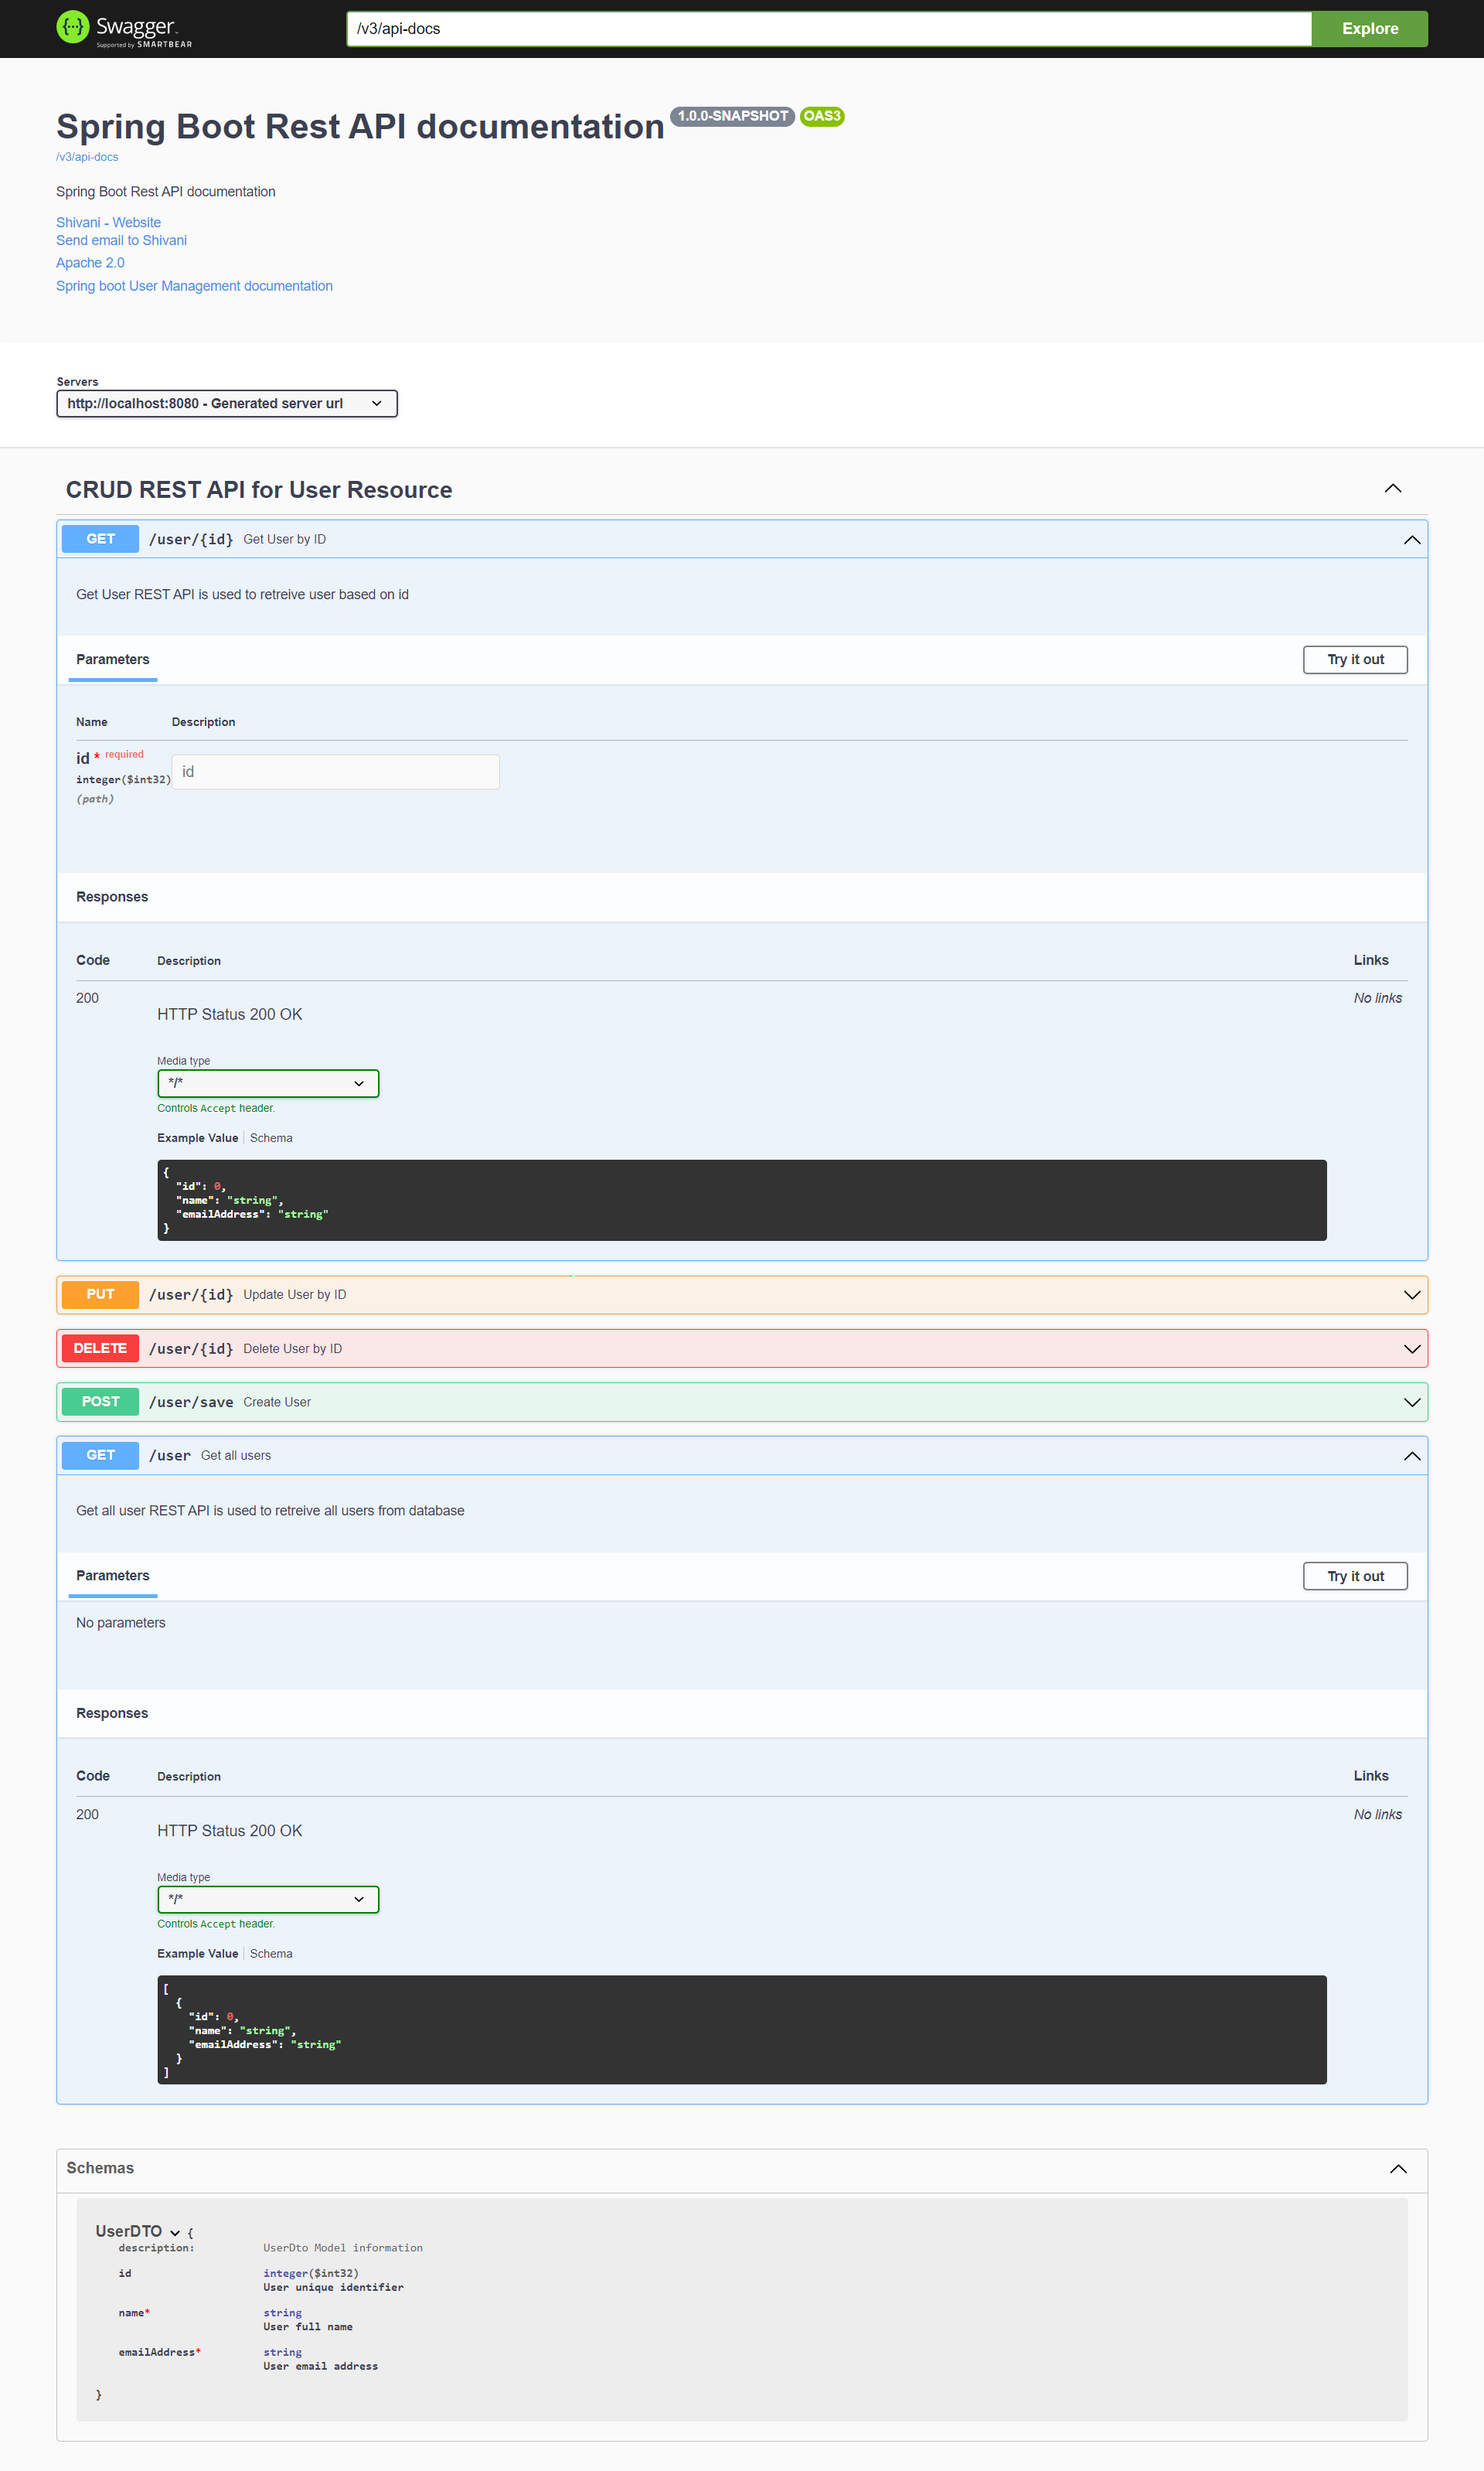 Swagger
Supported by SMARTBEAR
/v3/api-docs
Explore
Spring Boot Rest API documentation 1.0.0-SNAPSHOT OAS3
/v3/api-docs
Spring Boot Rest API documentation
Shivani - Website
Send email to Shivani
Apache 2.0
Spring boot User Management documentation
Servers
http://localhost:8080 - Generated server url
CRUD REST API for User Resource
GET /user/{id} Get User by ID
Get User REST API is used to retreive user based on id
Parameters Try it out
Name Description
id * required
integer($int32)
(path)
id
Responses
Code Description Links
200 HTTP Status 200 OK No links
Media type
*/*
Controls Accept header.
Example Value Schema
{
"id": 0,
"name": "string",
"emailAddress": "string"
}
PUT /user/{id} Update User by ID
DELETE /user/{id} Delete User by ID
POST /user/save Create User
GET /user Get all users
Get all user REST API is used to retreive all users from database
Parameters Try it out
No parameters
Responses
Code Description Links
200 HTTP Status 200 OK No links
Media type
*/*
Controls Accept header.
Example Value Schema
[
{
"id": 0,
"name": "string",
"emailAddress": "string"
}
]
Schemas
UserDTO {
description: UserDto Model information
id integer($int32)
User unique identifier
name* string
User full name
emailAddress* string
User email address
}